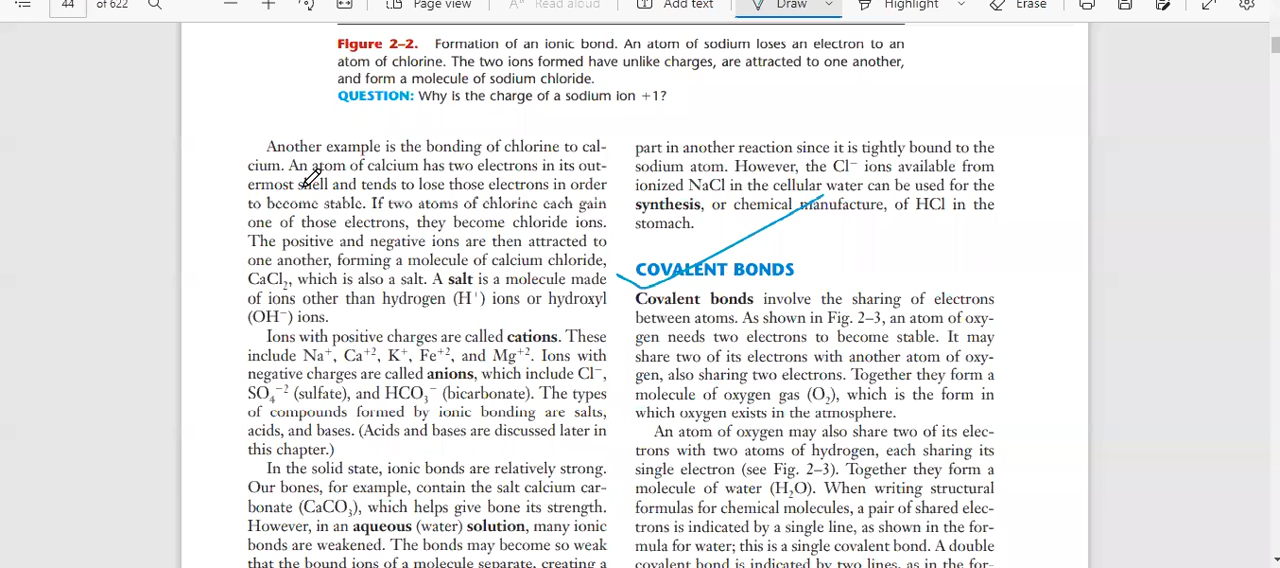 44 of 622
Page view
Read aloud
Add text
Draw
Highlight
Erase
Figure 2–2. Formation of an ionic bond. An atom of sodium loses an electron to an
atom of chlorine. The two ions formed have unlike charges, are attracted to one another,
and form a molecule of sodium chloride.
QUESTION: Why is the charge of a sodium ion +1?
Another example is the bonding of chlorine to cal-
cium. An atom of calcium has two electrons in its out-
ermost shell and tends to lose those electrons in order
to become stable. If two atoms of chlorine each gain
one of those electrons, they become chloride ions.
The positive and negative ions are then attracted to
one another, forming a molecule of calcium chloride,
CaCl₂, which is also a salt. A salt is a molecule made
of ions other than hydrogen (H⁺) ions or hydroxyl
(OH⁻) ions.
Ions with positive charges are called cations. These
include Na⁺, Ca⁺², K⁺, Fe⁺², and Mg⁺². Ions with
negative charges are called anions, which include Cl⁻,
SO₄⁻² (sulfate), and HCO₃⁻ (bicarbonate). The types
of compounds formed by ionic bonding are salts,
acids, and bases. (Acids and bases are discussed later in
this chapter.)
In the solid state, ionic bonds are relatively strong.
Our bones, for example, contain the salt calcium car-
bonate (CaCO₃), which helps give bone its strength.
However, in an aqueous (water) solution, many ionic
bonds are weakened. The bonds may become so weak
that the bound ions of a molecule separate, creating a
part in another reaction since it is tightly bound to the
sodium atom. However, the Cl⁻ ions available from
ionized NaCl in the cellular water can be used for the
synthesis, or chemical manufacture, of HCl in the
stomach.
COVALENT BONDS
Covalent bonds involve the sharing of electrons
between atoms. As shown in Fig. 2–3, an atom of oxy-
gen needs two electrons to become stable. It may
share two of its electrons with another atom of oxy-
gen, also sharing two electrons. Together they form a
molecule of oxygen gas (O₂), which is the form in
which oxygen exists in the atmosphere.
An atom of oxygen may also share two of its elec-
trons with two atoms of hydrogen, each sharing its
single electron (see Fig. 2–3). Together they form a
molecule of water (H₂O). When writing structural
formulas for chemical molecules, a pair of shared elec-
trons is indicated by a single line, as shown in the for-
mula for water; this is a single covalent bond. A double
covalent bond is indicated by two lines, as in the for-